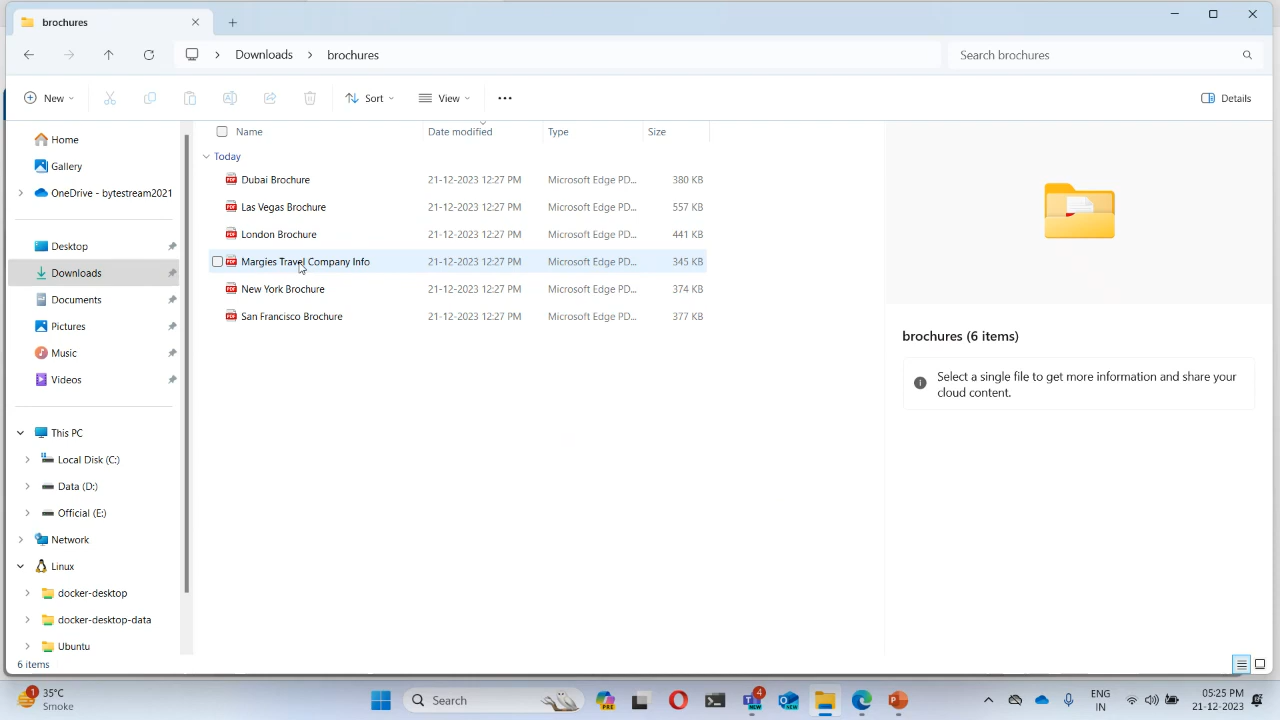 brochures
Downloads > brochures
Search brochures
New
Sort
View
Details
Home
Gallery
OneDrive - bytestream2021
Desktop
Downloads
Documents
Pictures
Music
Videos
This PC
Local Disk (C:)
Data (D:)
Official (E:)
Network
Linux
docker-desktop
docker-desktop-data
Ubuntu
Name Date modified Type Size
Today
Dubai Brochure 21-12-2023 12:27 PM Microsoft Edge PD... 380 KB
Las Vegas Brochure 21-12-2023 12:27 PM Microsoft Edge PD... 557 KB
London Brochure 21-12-2023 12:27 PM Microsoft Edge PD... 441 KB
Margies Travel Company Info 21-12-2023 12:27 PM Microsoft Edge PD... 345 KB
New York Brochure 21-12-2023 12:27 PM Microsoft Edge PD... 374 KB
San Francisco Brochure 21-12-2023 12:27 PM Microsoft Edge PD... 377 KB
brochures (6 items)
Select a single file to get more information and share your
cloud content.
6 items
1
35°C
Smoke
Search
PRE
4
NEW
NEW
ENG
IN
05:25 PM
21-12-2023